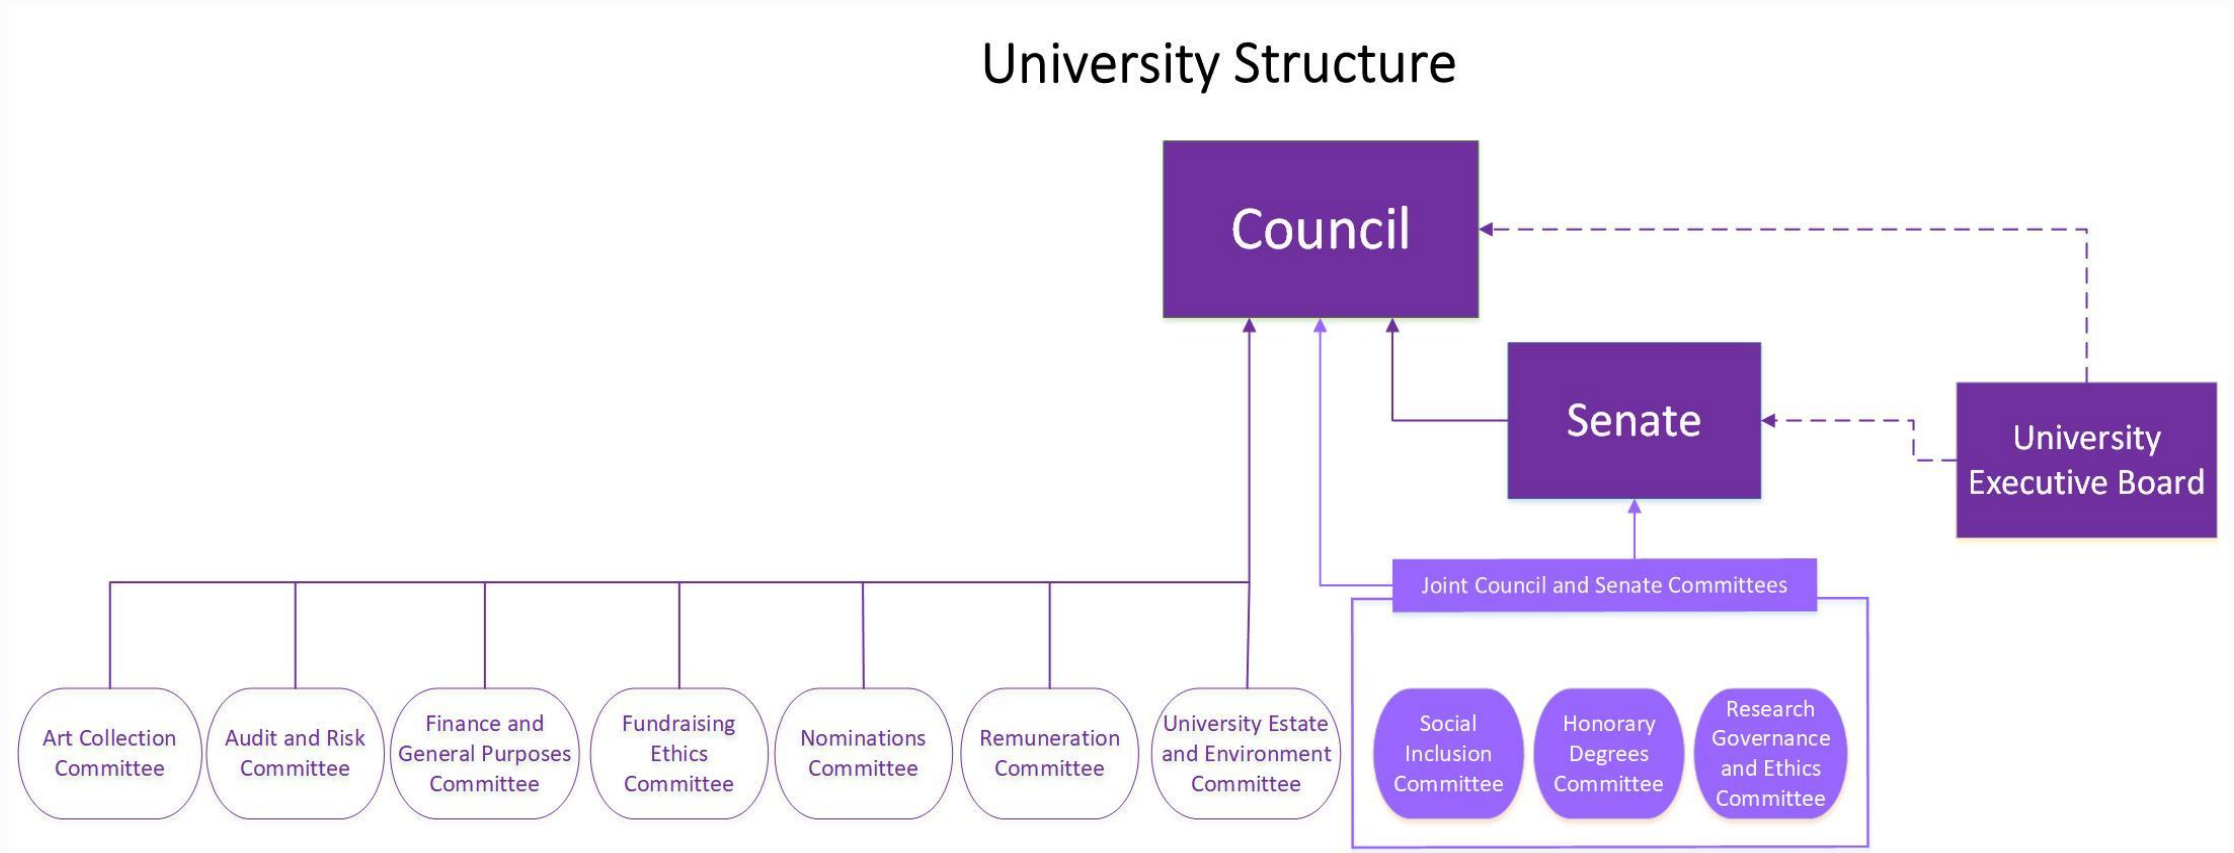 University Structure
Council
Senate
University
Executive Board
Joint Council and Senate Committees
Art Collection
Committee
Audit and Risk
Committee
Finance and
General Purposes
Committee
Fundraising
Ethics
Committee
Nominations
Committee
Remuneration
Committee
University Estate
and Environment
Committee
Social
Inclusion
Committee
Honorary
Degrees
Committee
Research
Governance
and Ethics
Committee